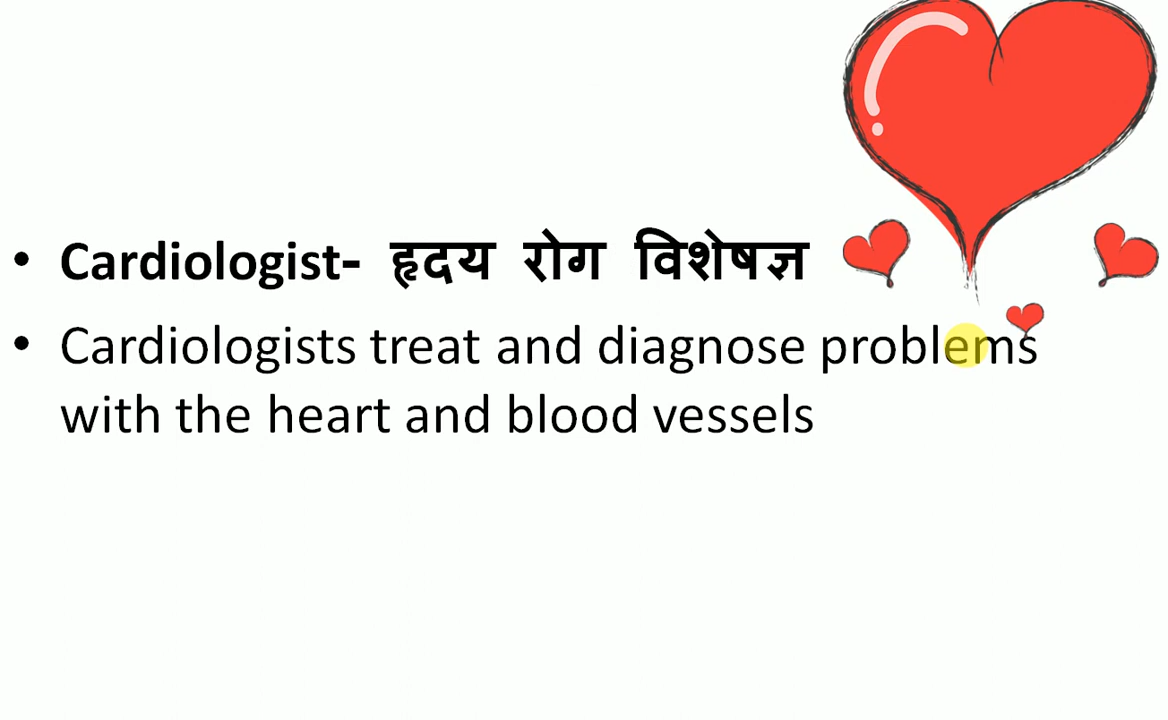 • Cardiologist- हृदय रोग विशेषज्ञ
• Cardiologists treat and diagnose problems
with the heart and blood vessels